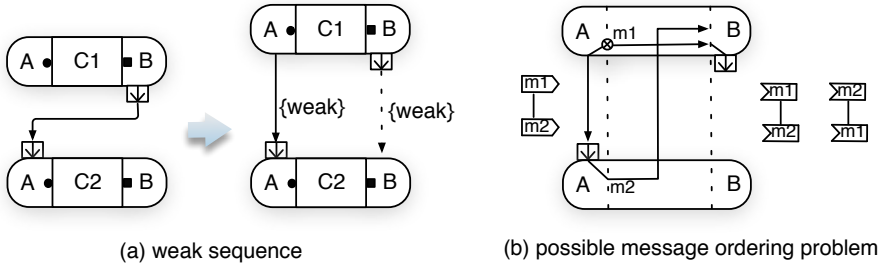 A C1 B
A C2 B
A C1 B
{weak}
{weak}
A C2 B
(a) weak sequence
A m1 B
m1
m2
m1
m2
m2
m1
A m2 B
(b) possible message ordering problem